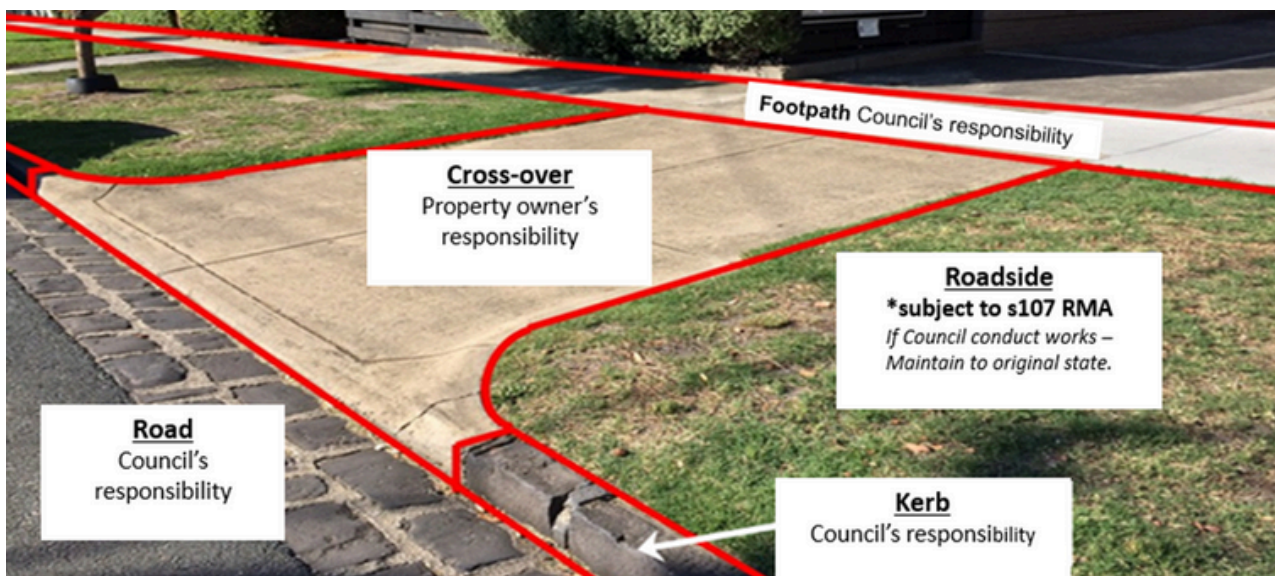 Footpath Council's responsibility
Cross-over
Property owner's
responsibility
Roadside
*subject to s107 RMA
If Council conduct works –
Maintain to original state.
Road
Council's
responsibility
Kerb
Council's responsibility